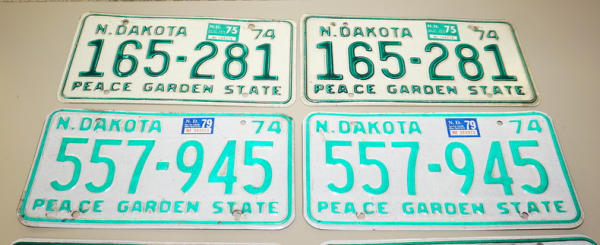 N.DAKOTA N.D. 75 74
165-281
PEACE GARDEN STATE
N.DAKOTA N.D. 75 74
165-281
PEACE GARDEN STATE
N.DAKOTA N.D. 79 74
557-945
PEACE GARDEN STATE
N.DAKOTA N.D. 79 74
557-945
PEACE GARDEN STATE